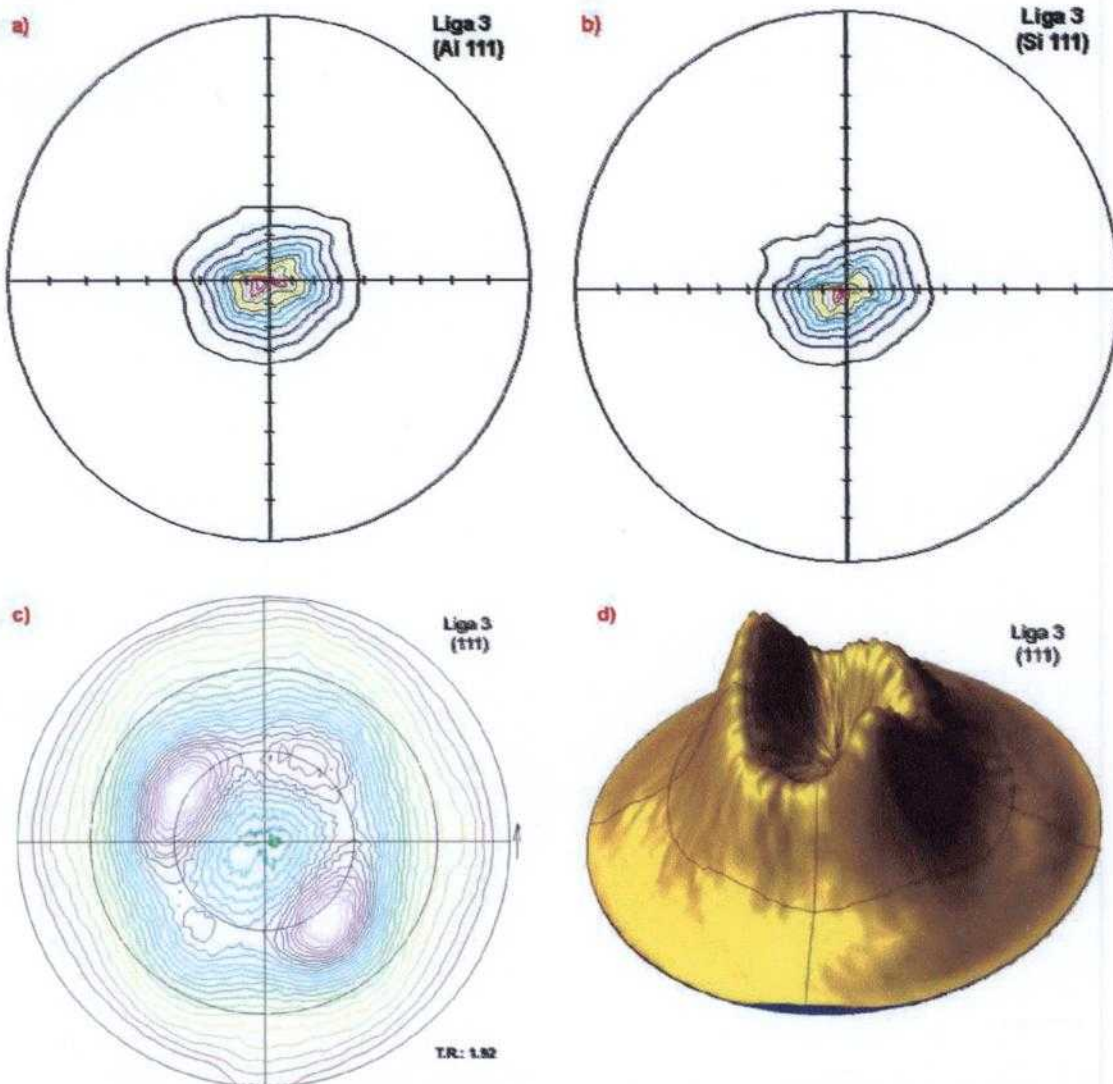 a)
Liga 3
(Al 111)
b)
Liga 3
(Si 111)
c)
Liga 3
(111)
T.R.: 1.92
d)
Liga 3
(111)